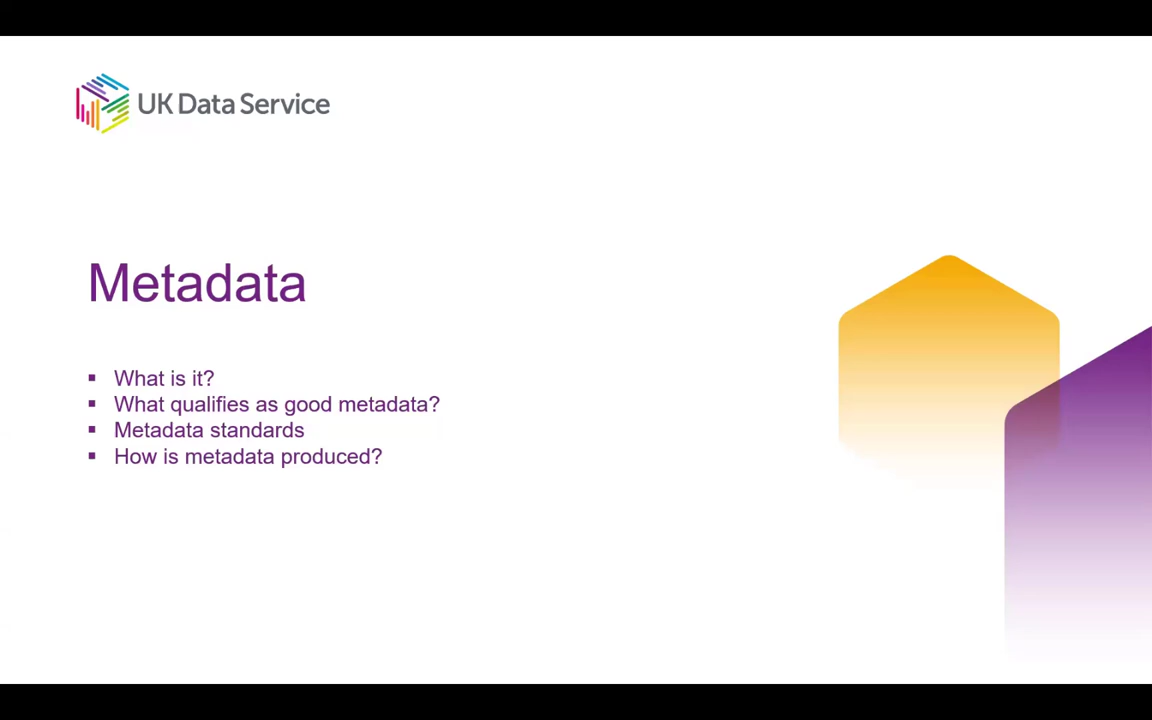 UK Data Service
Metadata
▪ What is it?
▪ What qualifies as good metadata?
▪ Metadata standards
▪ How is metadata produced?